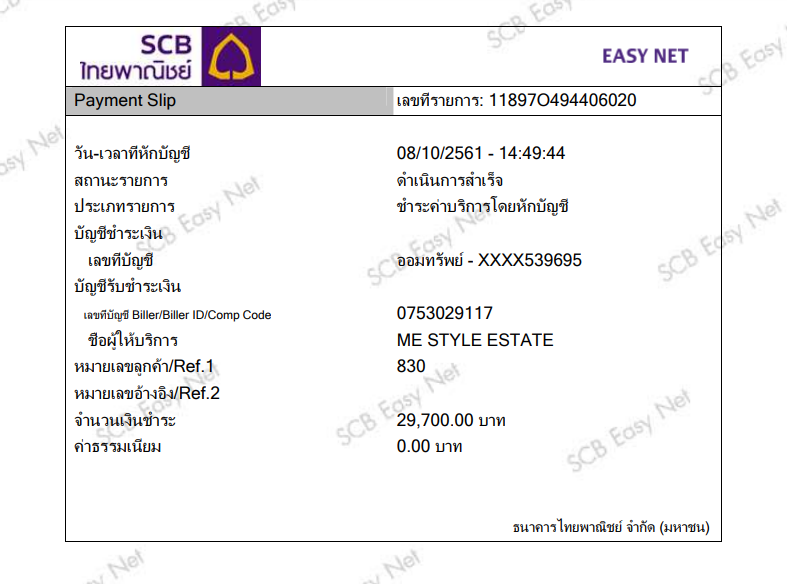 SCB
ไทยพาณิชย์
EASY NET
Payment Slip เลขที่รายการ: 11897O494406020
วัน-เวลาที่หักบัญชี 08/10/2561 - 14:49:44
สถานะรายการ ดำเนินการสำเร็จ
ประเภทรายการ ชำระค่าบริการโดยหักบัญชี
บัญชีชำระเงิน
เลขที่บัญชี ออมทรัพย์ - XXXX539695
บัญชีรับชำระเงิน
เลขที่บัญชี Biller/Biller ID/Comp Code 0753029117
ชื่อผู้ให้บริการ ME STYLE ESTATE
หมายเลขลูกค้า/Ref.1 830
หมายเลขอ้างอิง/Ref.2
จำนวนเงินชำระ 29,700.00 บาท
ค่าธรรมเนียม 0.00 บาท
ธนาคารไทยพาณิชย์ จำกัด (มหาชน)
SCB Easy Net
SCB Easy Net
SCB Easy Net
SCB Easy Net
SCB Easy Net
SCB Easy Net
SCB Easy Net
SCB Easy Net